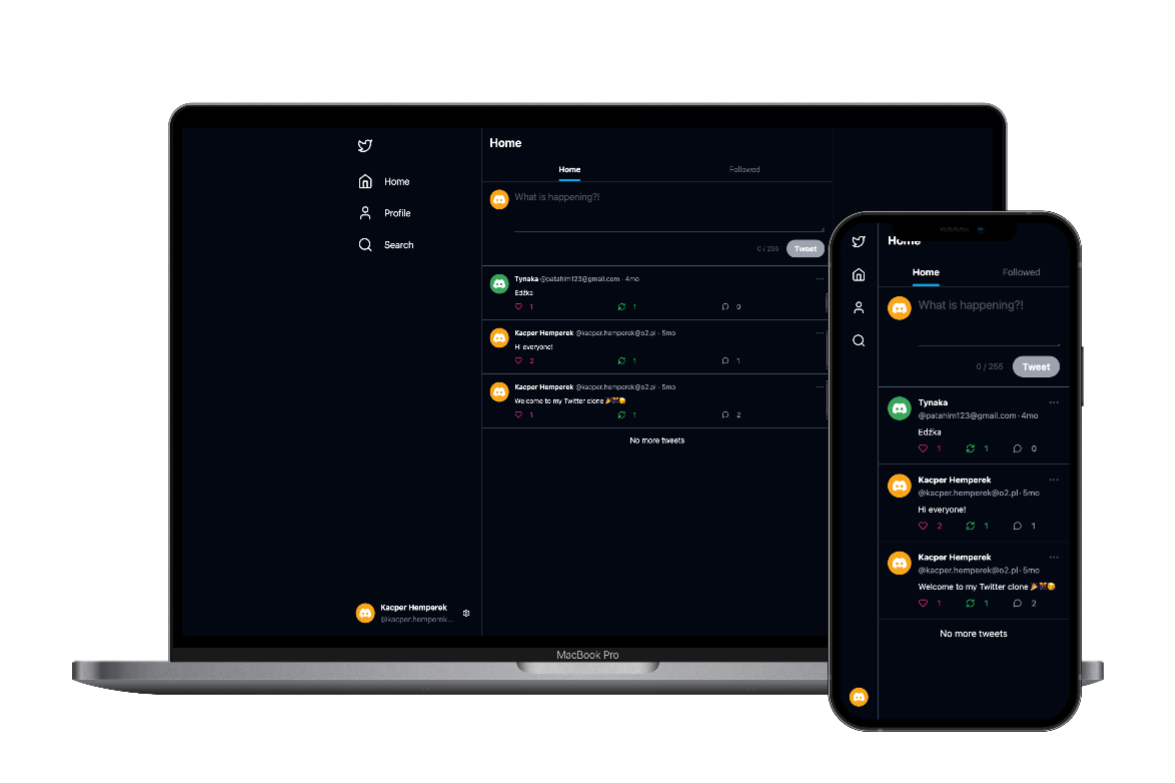 Home
Home
Profile
Search
Home Followed
What is happening?!
0 / 255 Tweet
Tynaka @patahim123@gmail.com · 4mo
Edźka
1 1 0
Kacper Hemperek @kacper.hemperek@o2.pl · 5mo
Hi everyone!
2 1 1
Kacper Hemperek @kacper.hemperek@o2.pl · 5mo
Welcome to my Twitter clone 🎉
1 1 2
No more tweets
Kacper Hemperek
@kacper.hemperek...
MacBook Pro
Home
Home Followed
What is happening?!
0 / 255 Tweet
Tynaka
@patahim123@gmail.com · 4mo
Edźka
1 1 0
Kacper Hemperek
@kacper.hemperek@o2.pl · 5mo
Hi everyone!
2 1 1
Kacper Hemperek
@kacper.hemperek@o2.pl · 5mo
Welcome to my Twitter clone 🎉
1 1 2
No more tweets